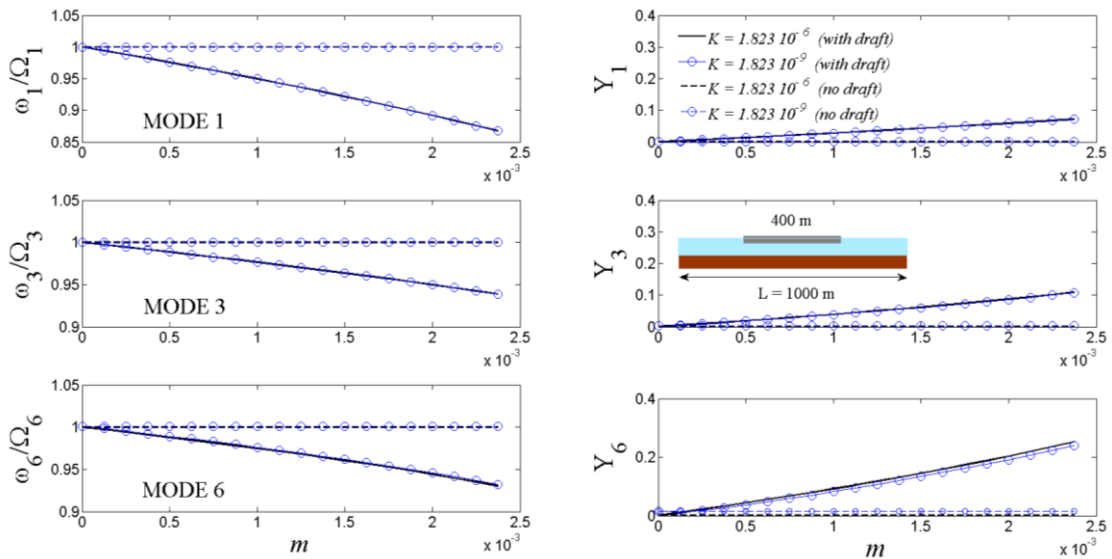 1.05
1
0.95
0.9
0.85
ω₁/Ω₁
MODE 1
0 0.5 1 1.5 2 2.5
x 10⁻³
0.4
0.3
0.2
0.1
0
Y₁
K = 1.823 10⁻⁶ (with draft)
K = 1.823 10⁻⁹ (with draft)
K = 1.823 10⁻⁶ (no draft)
K = 1.823 10⁻⁹ (no draft)
0 0.5 1 1.5 2 2.5
x 10⁻³
1.05
1
0.95
0.9
ω₃/Ω₃
MODE 3
0 0.5 1 1.5 2 2.5
x 10⁻³
0.4
0.3
0.2
0.1
0
Y₃
400 m
L = 1000 m
0 0.5 1 1.5 2 2.5
x 10⁻³
1.05
1
0.95
0.9
ω₆/Ω₆
MODE 6
0 0.5 1 1.5 2 2.5
x 10⁻³
m
0.4
0.2
0
Y₆
0 0.5 1 1.5 2 2.5
x 10⁻³
m